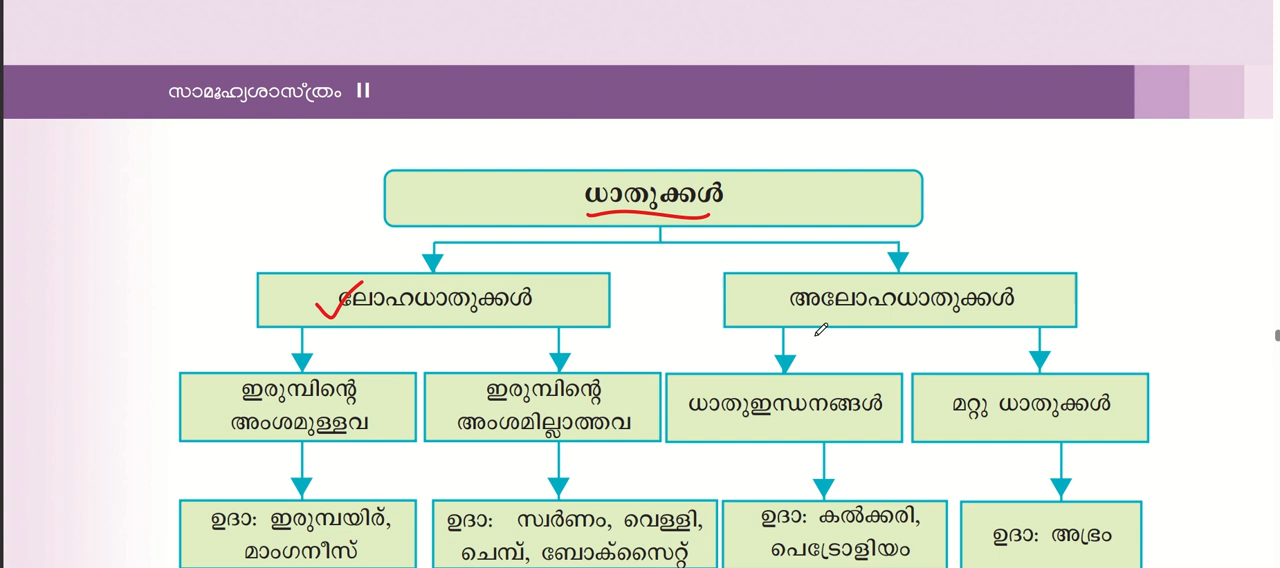 സാമൂഹ്യശാസ്ത്രം II
ധാതുക്കൾ
ലോഹധാതുക്കൾ
അലോഹധാതുക്കൾ
ഇരുമ്പിന്റെ
അംശമുള്ളവ
ഇരുമ്പിന്റെ
അംശമില്ലാത്തവ
ധാതുഇന്ധനങ്ങൾ
മറ്റു ധാതുക്കൾ
ഉദാ: ഇരുമ്പയിര്,
മാംഗനീസ്
ഉദാ: സ്വർണം, വെള്ളി,
ചെമ്പ്, ബോക്സൈറ്റ്
ഉദാ: കൽക്കരി,
പെട്രോളിയം
ഉദാ: അഭ്രം